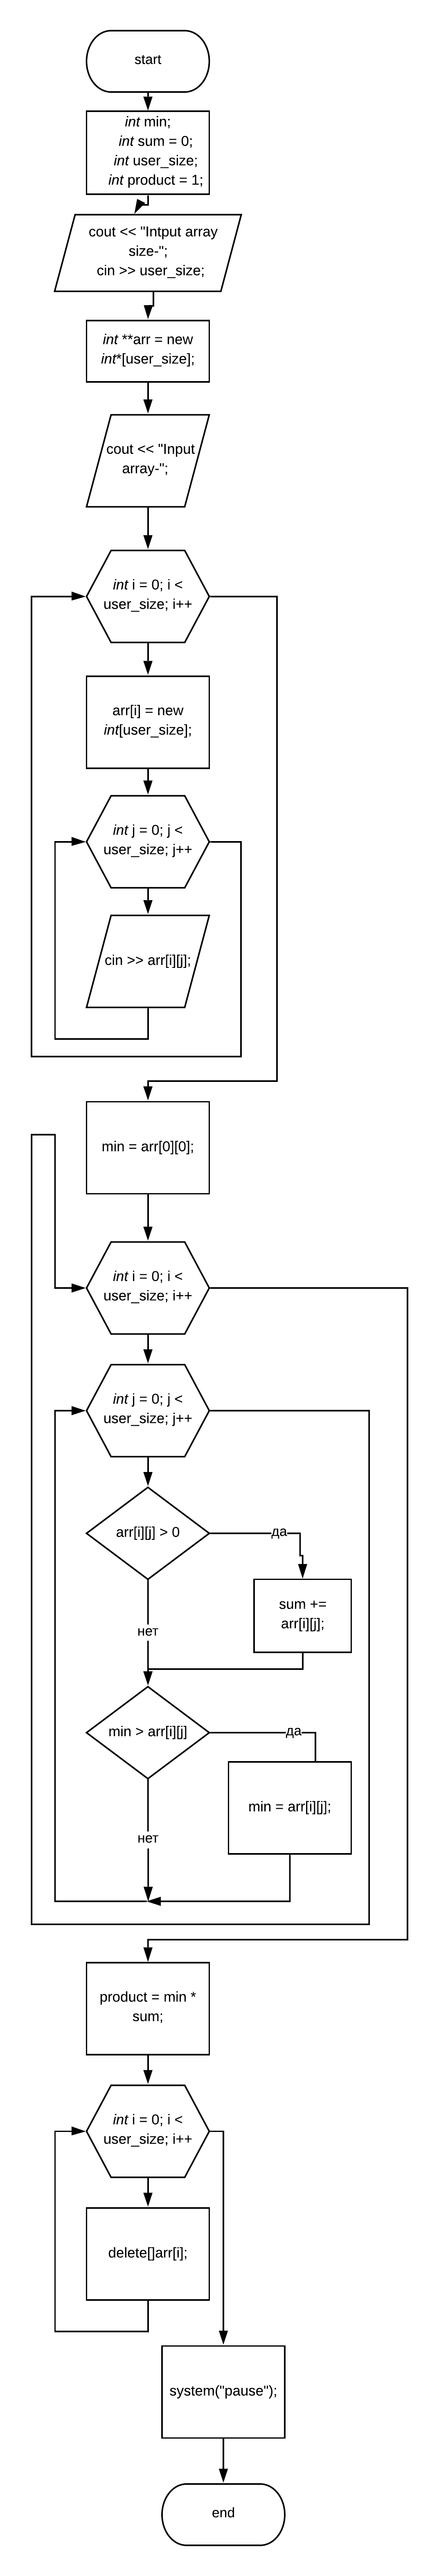 start
int min;
int sum = 0;
int user_size;
int product = 1;
cout << "Intput array
size-";
cin >> user_size;
int **arr = new
int*[user_size];
cout << "Input
array-";
int i = 0; i <
user_size; i++
arr[i] = new
int[user_size];
int j = 0; j <
user_size; j++
cin >> arr[i][j];
min = arr[0][0];
int i = 0; i <
user_size; i++
int j = 0; j <
user_size; j++
arr[i][j] > 0
да
sum +=
arr[i][j];
нет
min > arr[i][j]
да
min = arr[i][j];
нет
product = min *
sum;
int i = 0; i <
user_size; i++
delete[]arr[i];
system("pause");
end